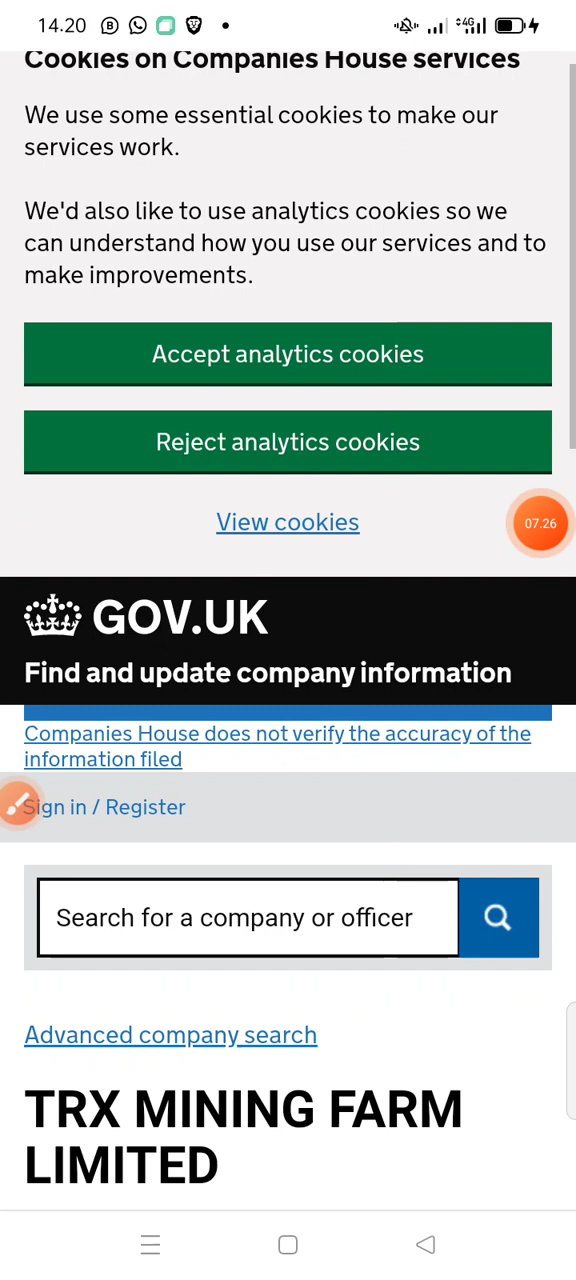 14.20
4G
Cookies on Companies House services
We use some essential cookies to make our
services work.
We'd also like to use analytics cookies so we
can understand how you use our services and to
make improvements.
Accept analytics cookies
Reject analytics cookies
View cookies
07.26
GOV.UK
Find and update company information
Companies House does not verify the accuracy of the
information filed
Sign in / Register
Search for a company or officer
Advanced company search
TRX MINING FARM
LIMITED